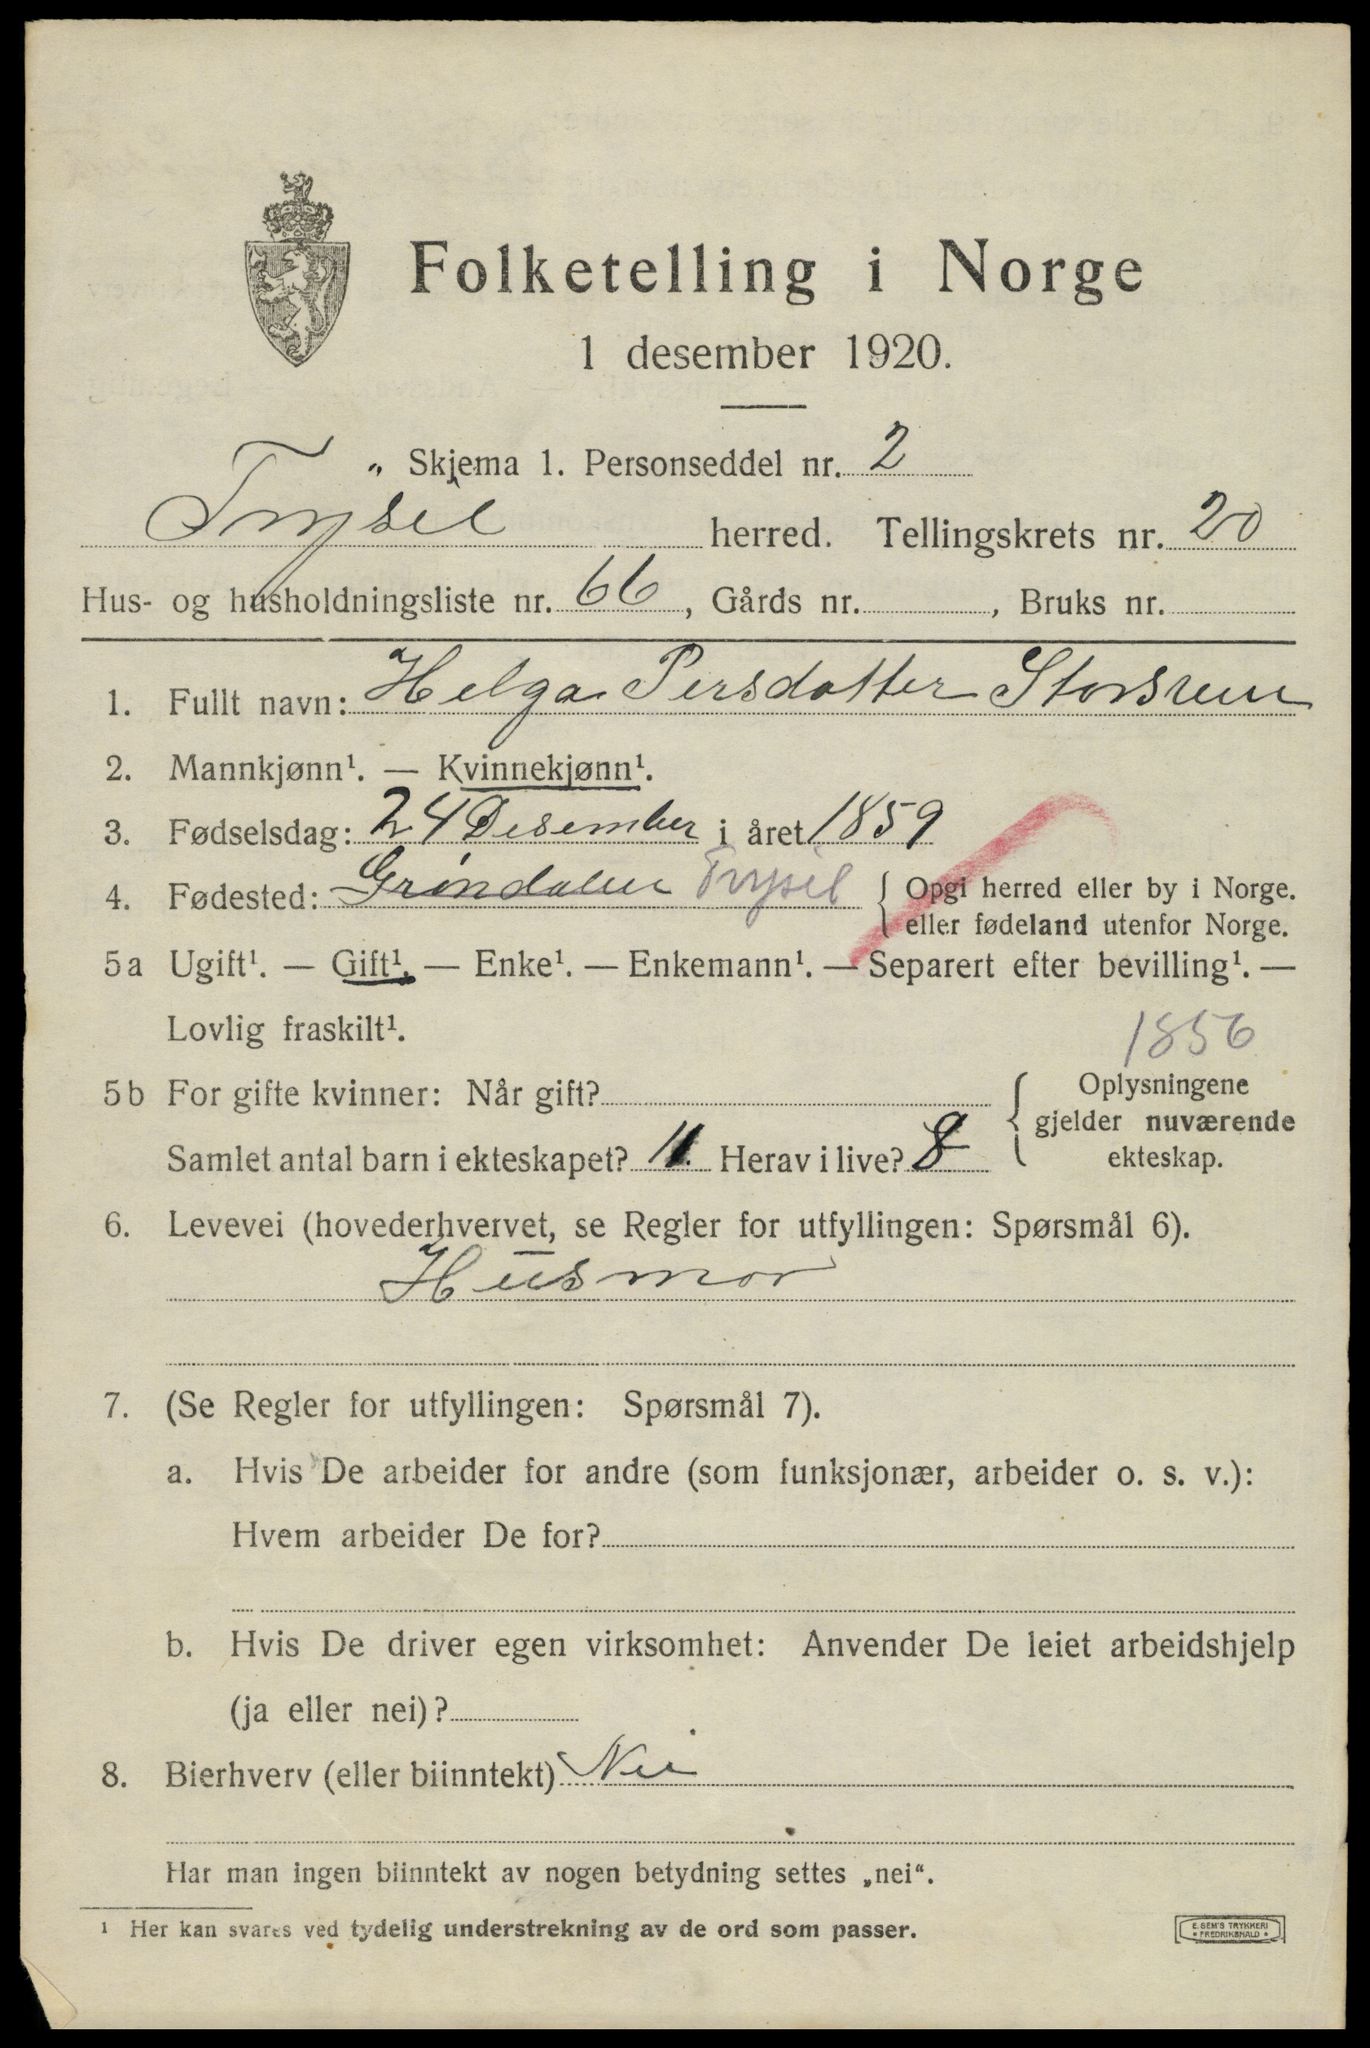 Folketelling i Norge
1 desember 1920.
„ Skjema 1. Personseddel nr. 2
Trysil herred. Tellingskrets nr. 20
Hus- og husholdningsliste nr. 66, Gårds nr. , Bruks nr.
1. Fullt navn: Helga Persdatter
2. Mannkjønn¹. — Kvinnekjønn¹.
3. Fødselsdag: 24 Desember i året 1859
4. Fødested: Grøndalen Trysil { Opgi herred eller by i Norge.
eller fødeland utenfor Norge.
5a Ugift¹. — Gift¹. — Enke¹. — Enkemann¹. — Separert efter bevilling¹. —
Lovlig fraskilt¹.
1856
5b For gifte kvinner: Når gift? { Oplysningene
gjelder nuværende
Samlet antal barn i ekteskapet? 11 Herav i live? 8 ekteskap.
6. Levevei (hovederhvervet, se Regler for utfyllingen: Spørsmål 6).
Husmor
7. (Se Regler for utfyllingen: Spørsmål 7).
a. Hvis De arbeider for andre (som funksjonær, arbeider o. s. v.):
Hvem arbeider De for?
b. Hvis De driver egen virksomhet: Anvender De leiet arbeidshjelp
(ja eller nei)?
8. Bierhverv (eller biinntekt) Nei
Har man ingen biinntekt av nogen betydning settes „nei“.
¹ Her kan svares ved tydelig understrekning av de ord som passer.
E. SEM'S TRYKKERI
* FREDRIKSHALD *